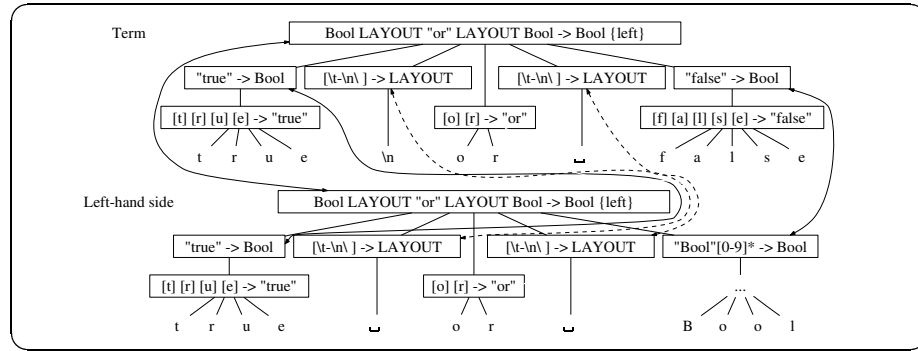 Term
Bool LAYOUT "or" LAYOUT Bool -> Bool {left}
"true" -> Bool [\t-\n\ ] -> LAYOUT [\t-\n\ ] -> LAYOUT "false" -> Bool
[t] [r] [u] [e] -> "true" [o] [r] -> "or" [f] [a] [l] [s] [e] -> "false"
t r u e \n o r ␣ f a l s e
Left-hand side
Bool LAYOUT "or" LAYOUT Bool -> Bool {left}
"true" -> Bool [\t-\n\ ] -> LAYOUT [\t-\n\ ] -> LAYOUT "Bool"[0-9]* -> Bool
[t] [r] [u] [e] -> "true" [o] [r] -> "or" ...
t r u e ␣ o r ␣ B o o l